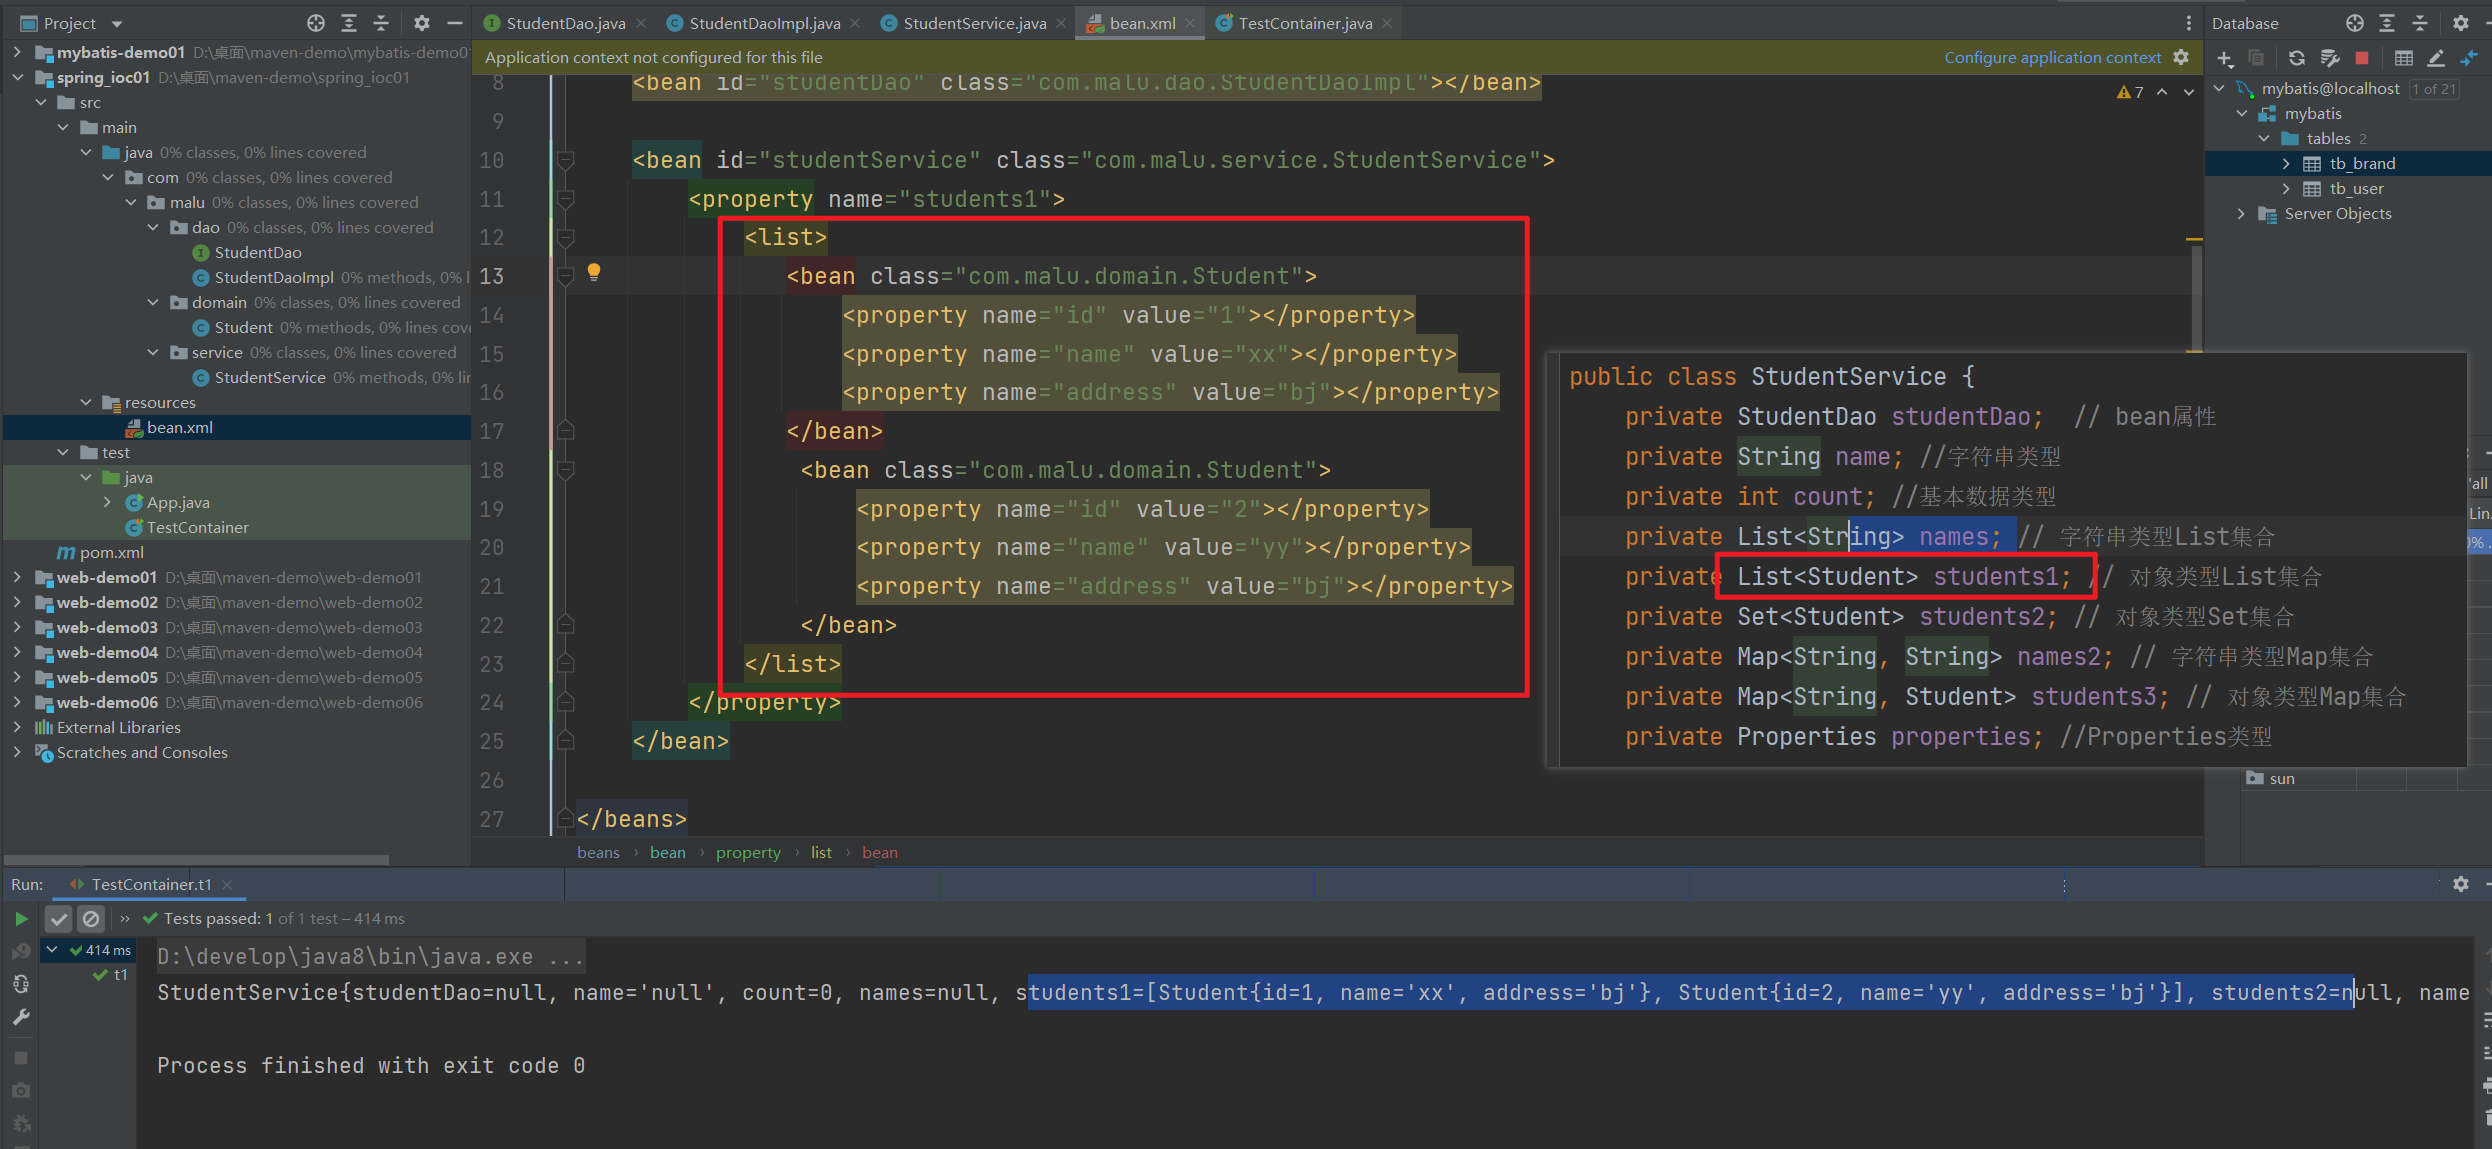 Project
StudentDao.java
StudentDaoImpl.java
StudentService.java
bean.xml
TestContainer.java
Database
mybatis-demo01 D:\桌面\maven-demo\mybatis-demo01
spring_ioc01 D:\桌面\maven-demo\spring_ioc01
src
main
java 0% classes, 0% lines covered
com 0% classes, 0% lines covered
malu 0% classes, 0% lines covered
dao 0% classes, 0% lines covered
StudentDao
StudentDaoImpl 0% methods, 0% l
domain 0% classes, 0% lines covered
Student 0% methods, 0% lines cove
service 0% classes, 0% lines covered
StudentService 0% methods, 0% lin
resources
bean.xml
test
java
App.java
TestContainer
pom.xml
web-demo01 D:\桌面\maven-demo\web-demo01
web-demo02 D:\桌面\maven-demo\web-demo02
web-demo03 D:\桌面\maven-demo\web-demo03
web-demo04 D:\桌面\maven-demo\web-demo04
web-demo05 D:\桌面\maven-demo\web-demo05
web-demo06 D:\桌面\maven-demo\web-demo06
External Libraries
Scratches and Consoles
Application context not configured for this file
Configure application context
7
8 <bean id="studentDao" class="com.malu.dao.StudentDaoImpl"></bean>
9
10 <bean id="studentService" class="com.malu.service.StudentService">
11 <property name="students1">
12 <list>
13 <bean class="com.malu.domain.Student">
14 <property name="id" value="1"></property>
15 <property name="name" value="xx"></property>
16 <property name="address" value="bj"></property>
17 </bean>
18 <bean class="com.malu.domain.Student">
19 <property name="id" value="2"></property>
20 <property name="name" value="yy"></property>
21 <property name="address" value="bj"></property>
22 </bean>
23 </list>
24 </property>
25 </bean>
26
27 </beans>
beans › bean › property › list › bean
public class StudentService {
private StudentDao studentDao; // bean属性
private String name; //字符串类型
private int count; //基本数据类型
private List<String> names; // 字符串类型List集合
private List<Student> students1; // 对象类型List集合
private Set<Student> students2; // 对象类型Set集合
private Map<String, String> names2; // 字符串类型Map集合
private Map<String, Student> students3; // 对象类型Map集合
private Properties properties; //Properties类型
mybatis@localhost 1 of 21
mybatis
tables 2
tb_brand
tb_user
Server Objects
'all
Lin.
0% ..
sun
Run: TestContainer.t1
Tests passed: 1 of 1 test – 414 ms
414 ms
t1
D:\develop\java8\bin\java.exe ...
StudentService{studentDao=null, name='null', count=0, names=null, students1=[Student{id=1, name='xx', address='bj'}, Student{id=2, name='yy', address='bj'}], students2=null, name
Process finished with exit code 0